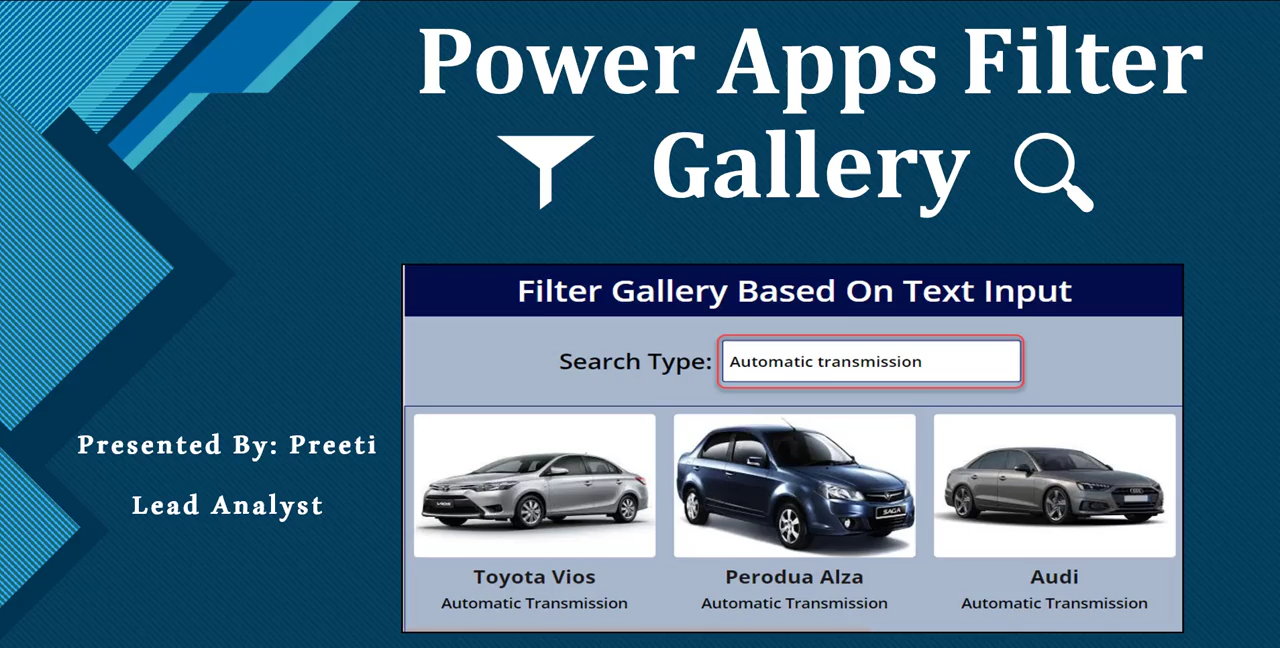 Power Apps Filter
Gallery
Filter Gallery Based On Text Input
Search Type: Automatic transmission
Presented By: Preeti
Lead Analyst
SAGA
Toyota Vios
Perodua Alza
Audi
Automatic Transmission
Automatic Transmission
Automatic Transmission